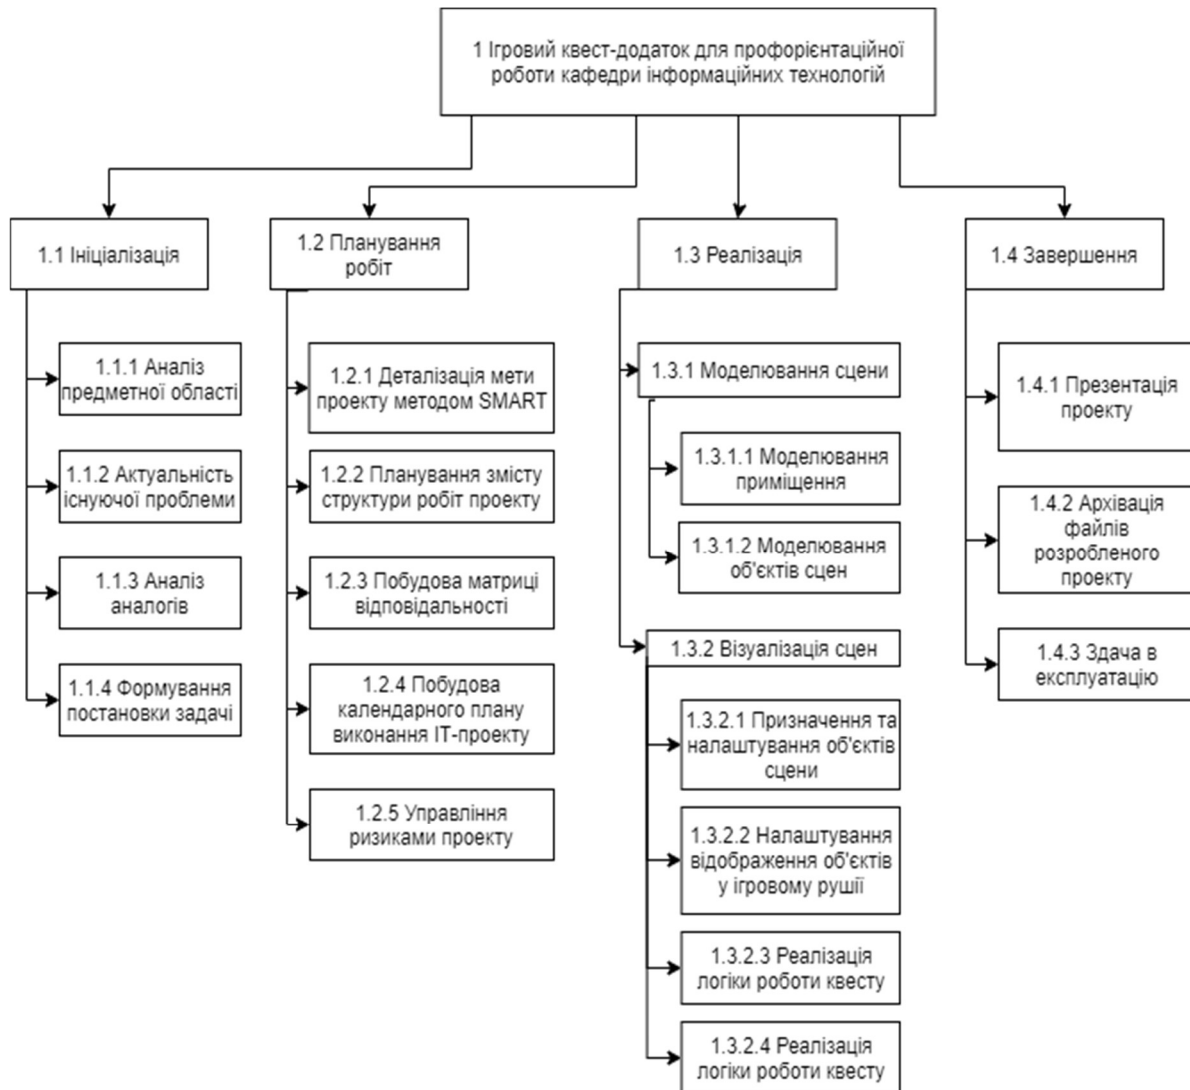 1 Ігровий квест-додаток для профорієнтаційної
роботи кафедри інформаційних технологій
1.1 Ініціалізація
1.2 Планування
робіт
1.3 Реалізація
1.4 Завершення
1.1.1 Аналіз
предметної області
1.1.2 Актуальність
існуючої проблеми
1.1.3 Аналіз
аналогів
1.1.4 Формування
постановки задачі
1.2.1 Деталізація мети
проекту методом SMART
1.2.2 Планування змісту
структури робіт проекту
1.2.3 Побудова матриці
відповідальності
1.2.4 Побудова
календарного плану
виконання ІТ-проекту
1.2.5 Управління
ризиками проекту
1.3.1 Моделювання сцени
1.3.1.1 Моделювання
приміщення
1.3.1.2 Моделювання
об'єктів сцен
1.3.2 Візуалізація сцен
1.3.2.1 Призначення та
налаштування об'єктів
сцени
1.3.2.2 Налаштування
відображення об'єктів
у ігровому рушії
1.3.2.3 Реалізація
логіки роботи квесту
1.3.2.4 Реалізація
логіки роботи квесту
1.4.1 Презентація
проекту
1.4.2 Архівація
файлів
розробленого
проекту
1.4.3 Здача в
експлуатацію